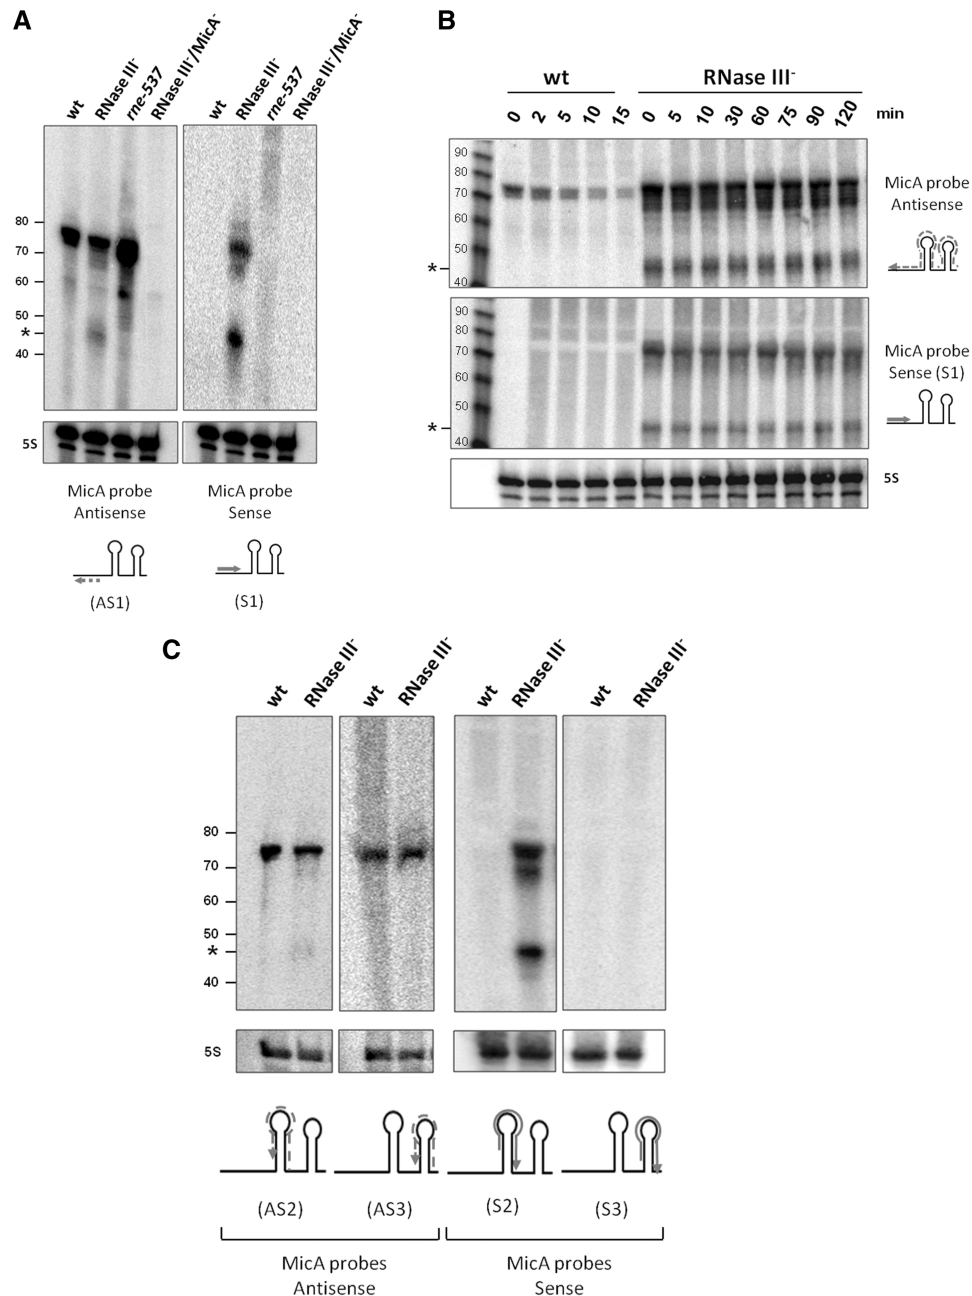 A
wt
RNase III-
rne-537
RNase III-/MicA-
wt
RNase III-
rne-537
RNase III-/MicA-
80
70
60
50
*
40
5S
MicA probe
Antisense
(AS1)
MicA probe
Sense
(S1)
B
wt
RNase III-
0 2 5 10 15 0 5 10 30 60 75 90 120 min
90
80
70
60
50
*
40
MicA probe
Antisense
90
80
70
60
50
*
40
MicA probe
Sense (S1)
5S
C
wt
RNase III-
wt
RNase III-
wt
RNase III-
wt
RNase III-
80
70
60
50
*
40
5S
(AS2) (AS3) (S2) (S3)
MicA probes
Antisense
MicA probes
Sense